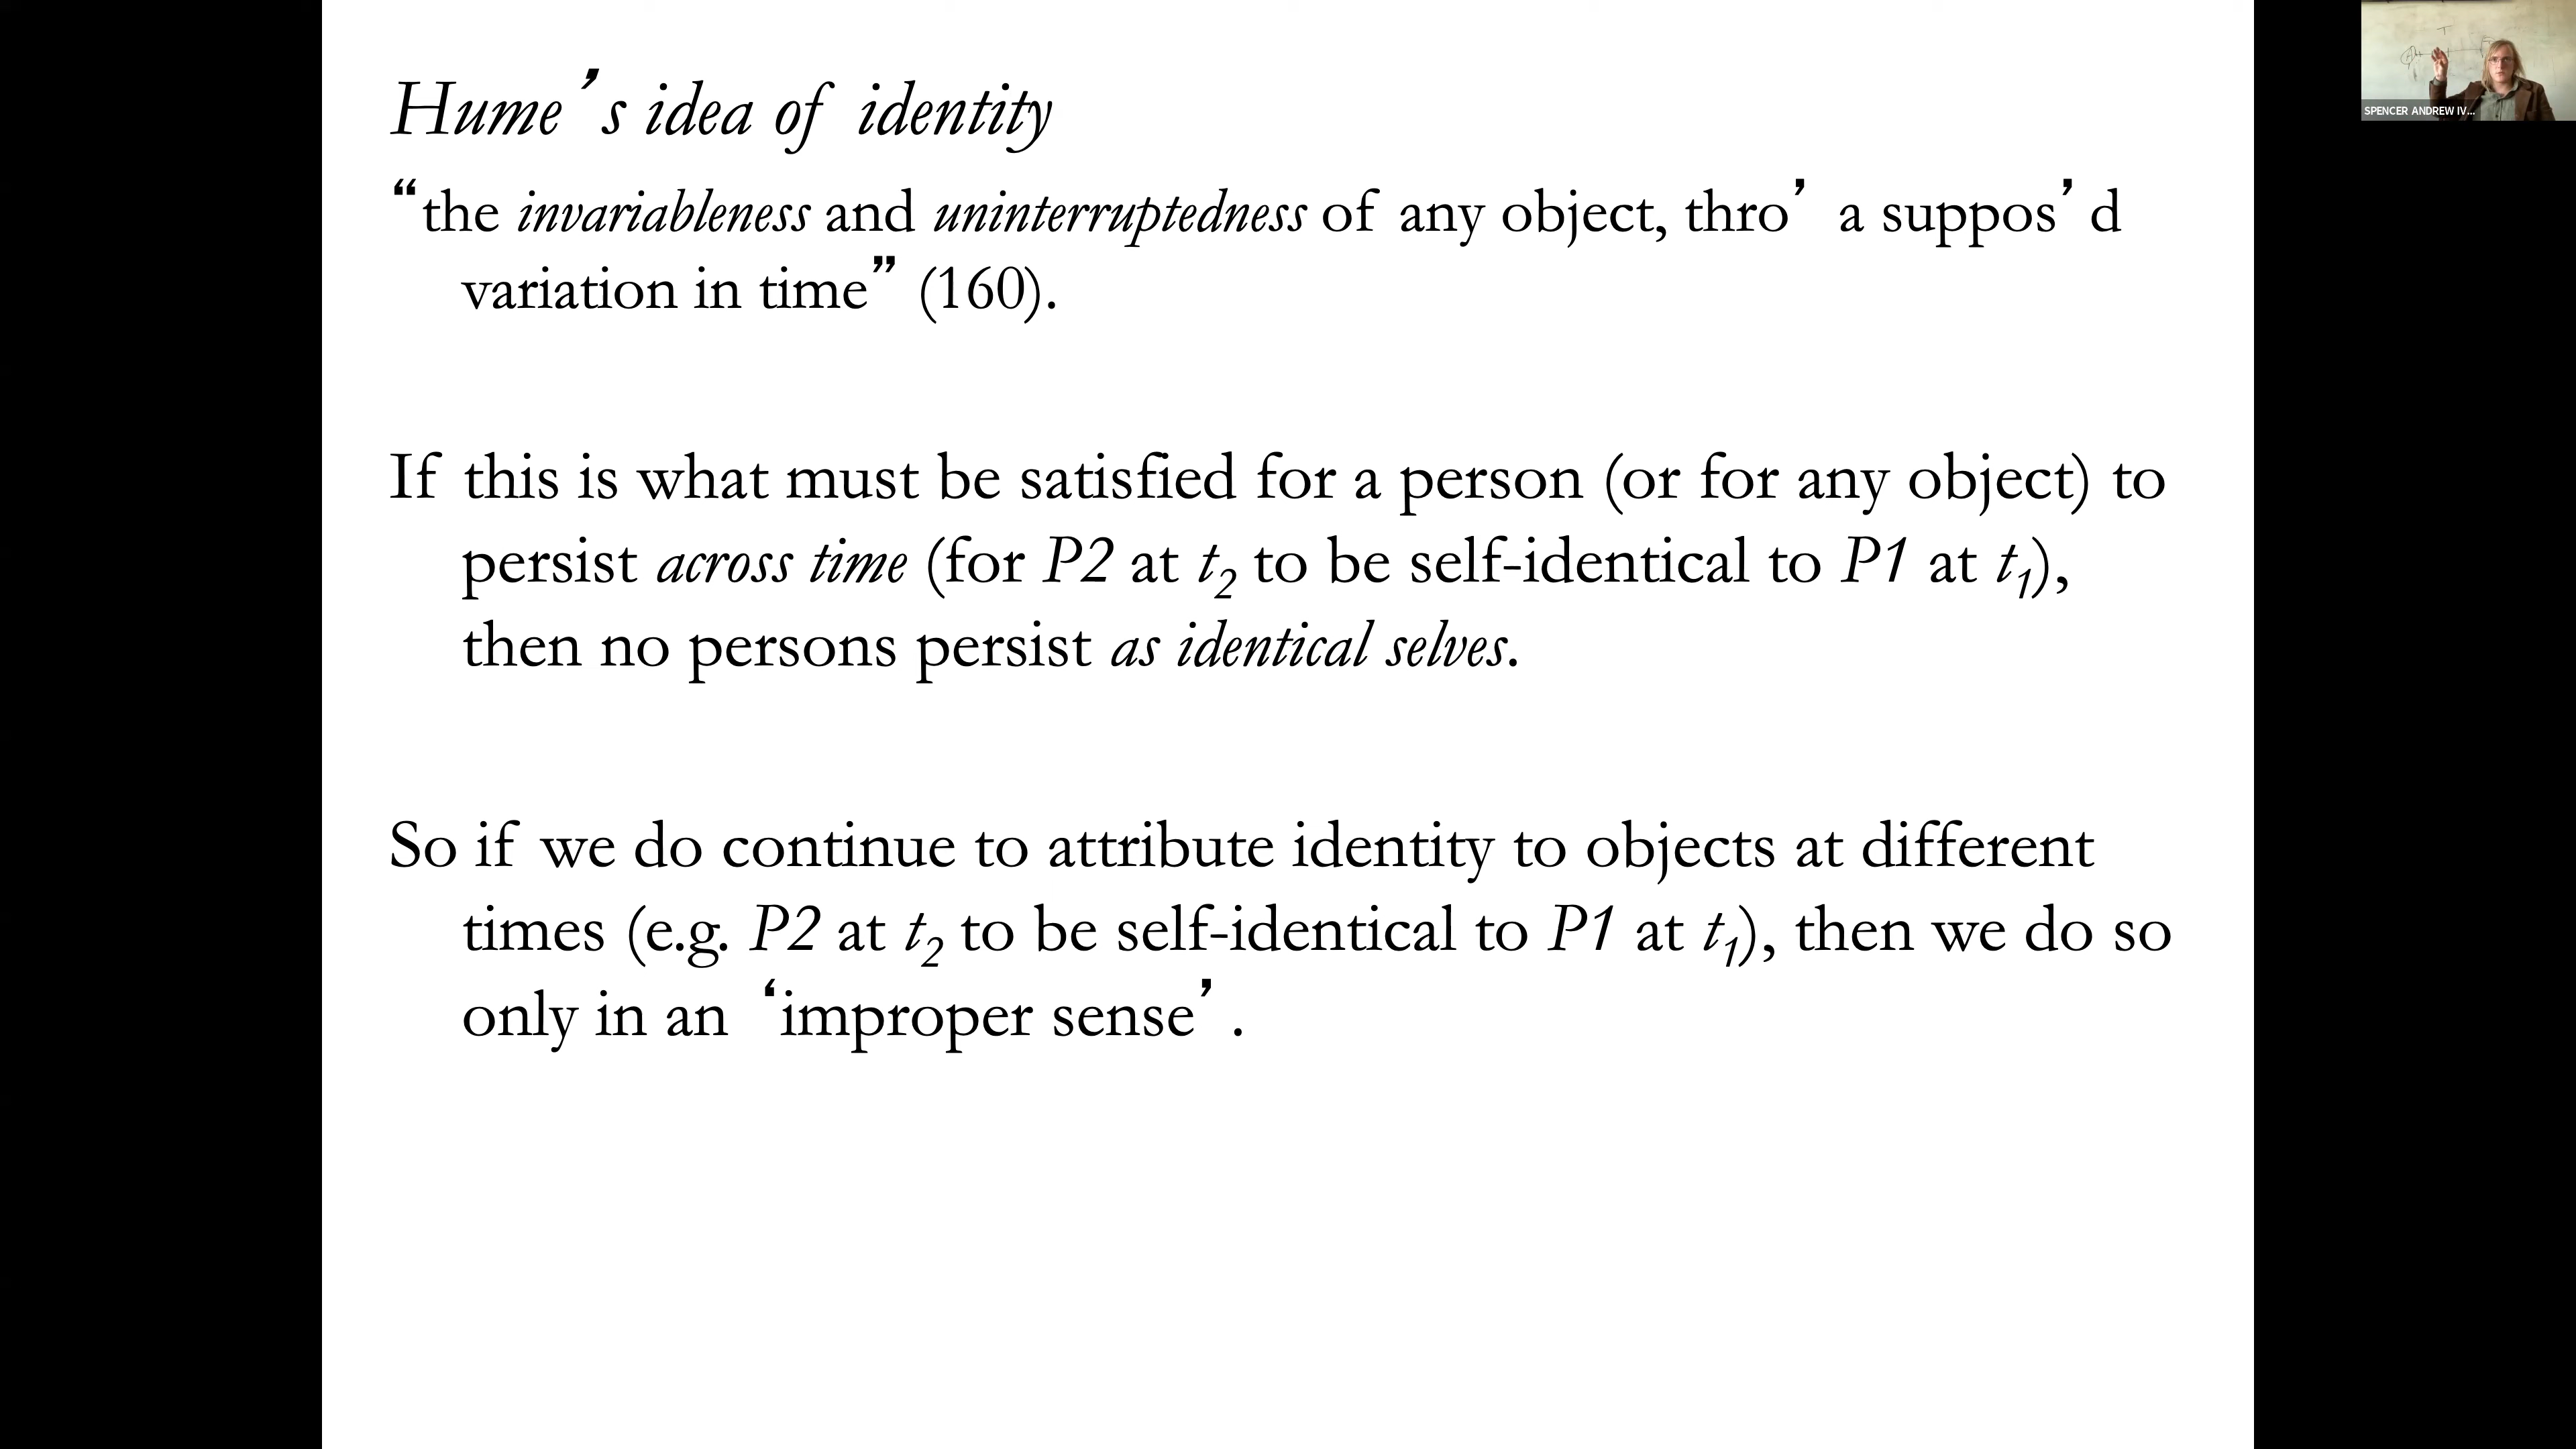 Hume’s idea of identity
“the invariableness and uninterruptedness of any object, thro’ a suppos’d
variation in time” (160).
If this is what must be satisfied for a person (or for any object) to
persist across time (for P2 at t2 to be self-identical to P1 at t1),
then no persons persist as identical selves.
So if we do continue to attribute identity to objects at different
times (e.g. P2 at t2 to be self-identical to P1 at t1), then we do so
only in an ‘improper sense’.
SPENCER ANDREW IV...